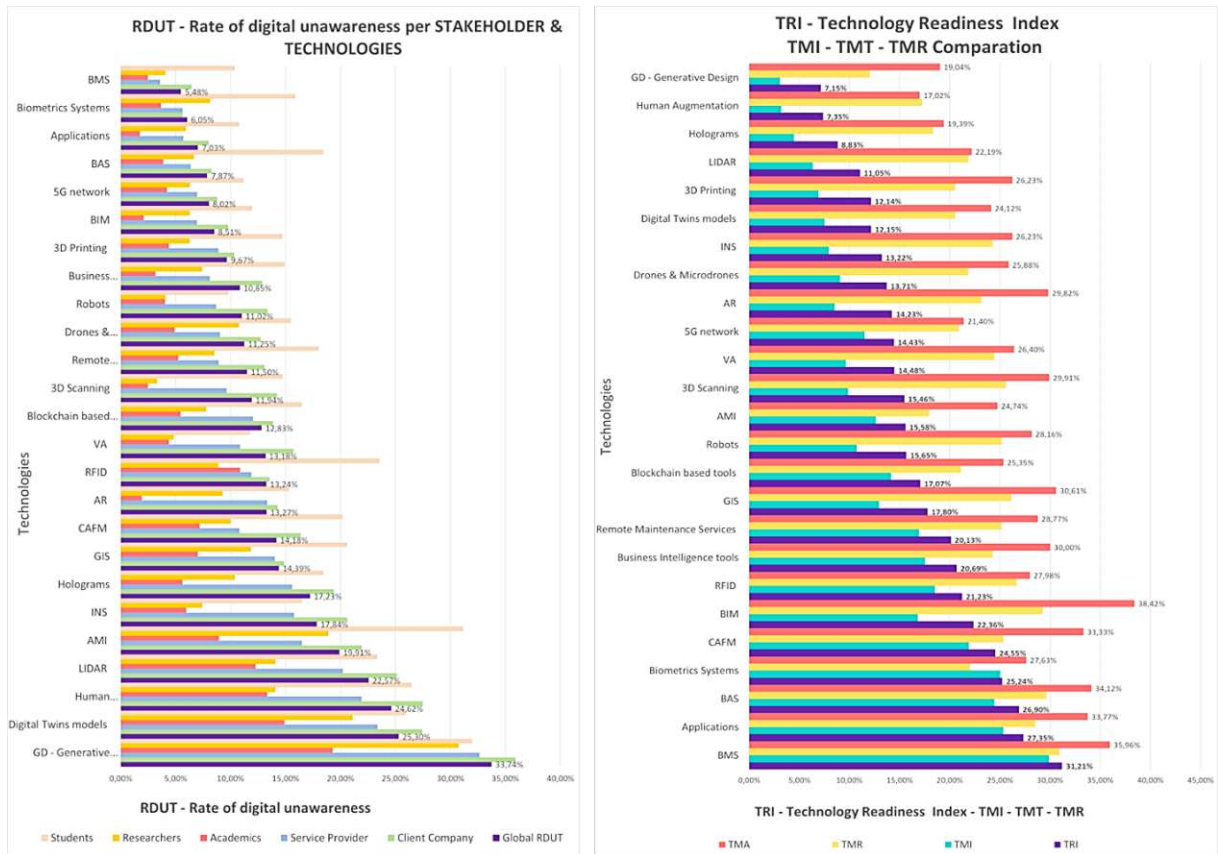 RDUT - Rate of digital unawareness per STAKEHOLDER &
TECHNOLOGIES
Technologies
BMS
5,48%
Biometrics Systems
6,05%
Applications
7,03%
BAS
7,87%
5G network
8,02%
BIM
8,51%
3D Printing
9,67%
Business...
10,85%
Robots
11,02%
Drones &...
11,25%
Remote...
11,50%
3D Scanning
11,94%
Blockchain based...
12,83%
VA
13,18%
RFID
13,24%
AR
13,27%
CAFM
14,18%
GIS
14,39%
Holograms
17,23%
INS
17,84%
AMI
19,91%
LIDAR
22,57%
Human...
24,62%
Digital Twins models
25,30%
GD - Generative...
33,74%
0,00% 5,00% 10,00% 15,00% 20,00% 25,00% 30,00% 35,00% 40,00%
RDUT - Rate of digital unawareness
Students Researchers Academics Service Provider Client Company Global RDUT
TRI - Technology Readiness Index
TMI - TMT - TMR Comparation
Technologies
GD - Generative Design
19,04%
7,15%
Human Augmentation
17,02%
7,35%
Holograms
19,39%
8,83%
LIDAR
22,19%
11,05%
3D Printing
26,23%
12,14%
Digital Twins models
24,12%
12,15%
INS
26,23%
13,22%
Drones & Microdrones
25,88%
13,71%
AR
29,82%
14,23%
5G network
21,40%
14,43%
VA
26,40%
14,48%
3D Scanning
29,91%
15,46%
AMI
24,74%
15,58%
Robots
28,16%
15,65%
Blockchain based tools
25,35%
17,07%
GIS
30,61%
17,80%
Remote Maintenance Services
28,77%
20,13%
Business Intelligence tools
30,00%
20,69%
RFID
27,98%
21,23%
BIM
38,42%
22,36%
CAFM
33,33%
24,55%
Biometrics Systems
27,63%
25,24%
BAS
34,12%
26,90%
Applications
33,77%
27,35%
BMS
35,96%
31,21%
0,00% 5,00% 10,00% 15,00% 20,00% 25,00% 30,00% 35,00% 40,00% 45,00%
TRI - Technology Readiness Index - TMI - TMT - TMR
TMA TMR TMI TRI